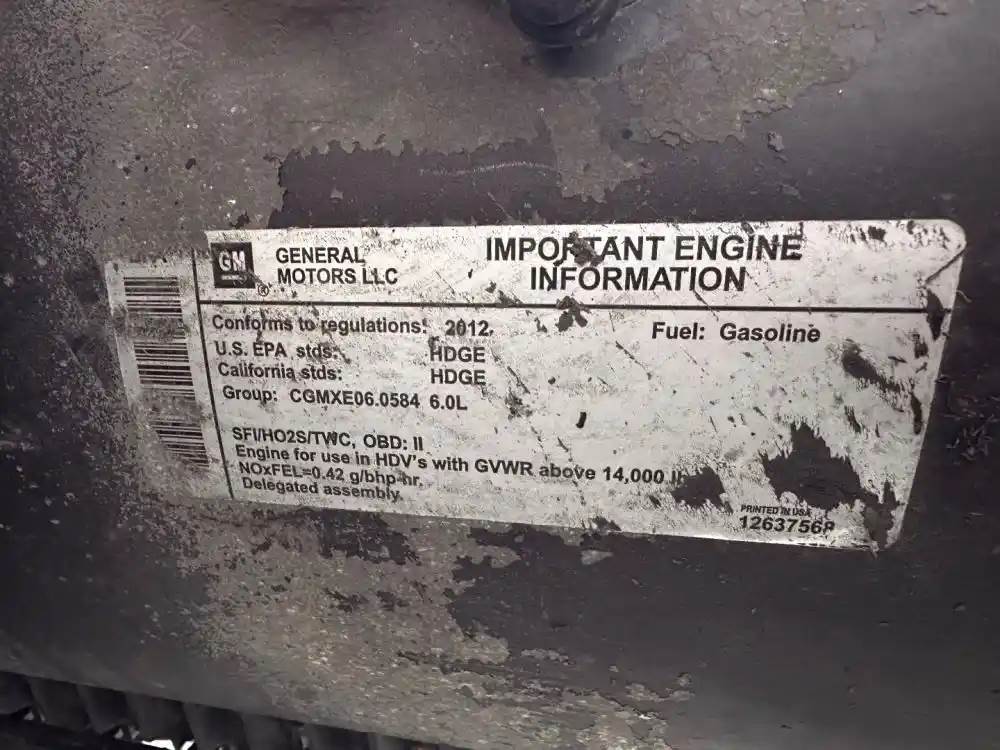 GM
GENERAL
MOTORS LLC
®
IMPORTANT ENGINE
INFORMATION
Conforms to regulations: 2012
Fuel: Gasoline
U.S. EPA stds: HDGE
California stds: HDGE
Group: CGMXE06.0584 6.0L
SFI/HO2S/TWC, OBD: II
Engine for use in HDV's with GVWR above 14,000
NOxFEL=0.42 g/bhp-hr.
Delegated assembly.
PRINTED IN USA